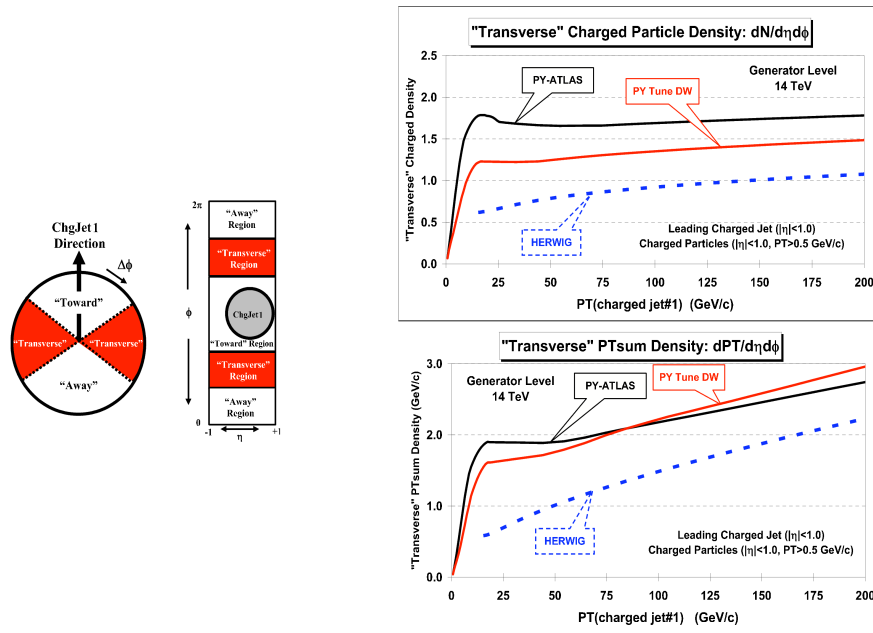 ChgJet1
Direction
Δϕ
“Toward”
“Transverse”
“Transverse”
“Away”
2π
“Away”
Region
“Transverse”
Region
ϕ
ChgJet1
“Toward” Region
“Transverse”
Region
“Away”
Region
0
-1
+1
η
"Transverse" Charged Particle Density: dN/dηdϕ
2.5
2.0
1.5
1.0
0.5
0.0
"Transverse" Charged Density
PY-ATLAS
PY Tune DW
Generator Level
14 TeV
HERWIG
Leading Charged Jet (|η|<1.0)
Charged Particles (|η|<1.0, PT>0.5 GeV/c)
0 25 50 75 100 125 150 175 200
PT(charged jet#1) (GeV/c)
"Transverse" PTsum Density: dPT/dηdϕ
3.0
2.0
1.0
0.0
"Transverse" PTsum Density (GeV/c)
Generator Level
14 TeV
PY-ATLAS
PY Tune DW
HERWIG
Leading Charged Jet (|η|<1.0)
Charged Particles (|η|<1.0, PT>0.5 GeV/c)
0 25 50 75 100 125 150 175 200
PT(charged jet#1) (GeV/c)